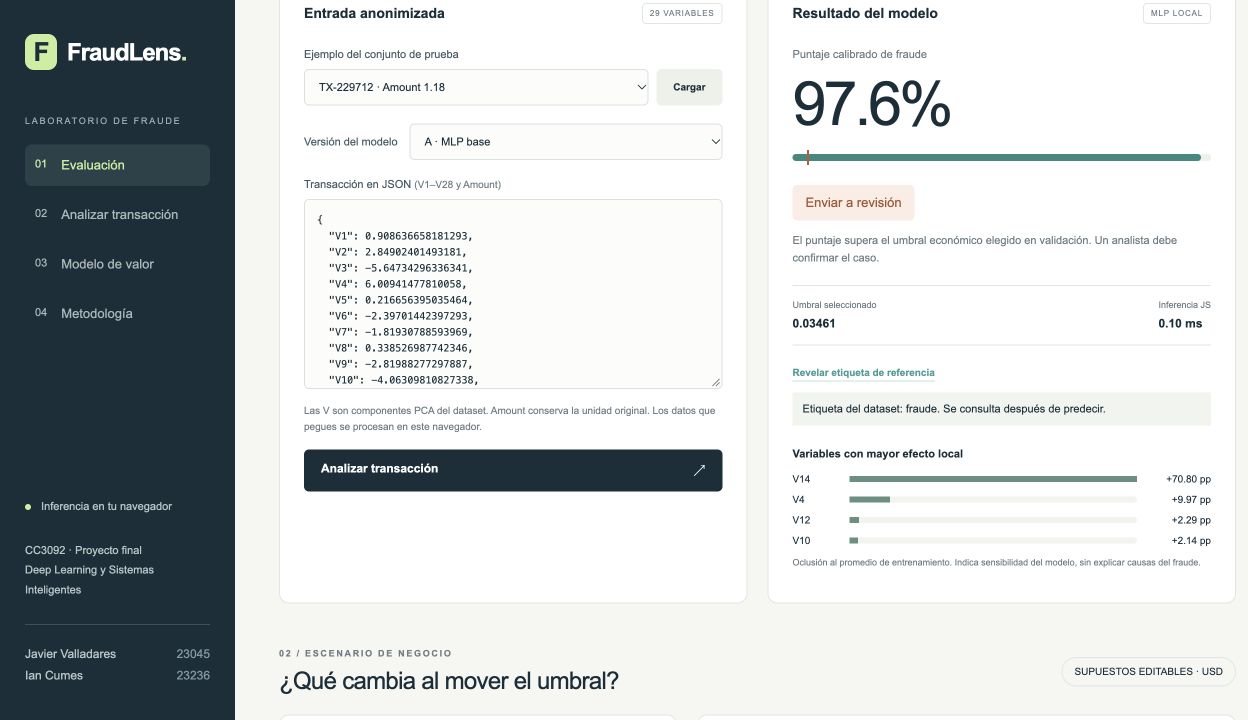 F FraudLens.
LABORATORIO DE FRAUDE
01 Evaluación
02 Analizar transacción
03 Modelo de valor
04 Metodología
Inferencia en tu navegador
CC3092 · Proyecto final
Deep Learning y Sistemas
Inteligentes
Javier Valladares 23045
Ian Cumes 23236
Entrada anonimizada 29 VARIABLES
Ejemplo del conjunto de prueba
TX-229712 · Amount 1.18 Cargar
Versión del modelo A · MLP base
Transacción en JSON (V1–V28 y Amount)
{
"V1": 0.908636658181293,
"V2": 2.84902401493181,
"V3": -5.64734296336341,
"V4": 6.00941477810058,
"V5": 0.216656395035464,
"V6": -2.39701442397293,
"V7": -1.81930788593969,
"V8": 0.338526987742346,
"V9": -2.81988277297887,
"V10": -4.06309810827338,
Las V son componentes PCA del dataset. Amount conserva la unidad original. Los datos que
pegues se procesan en este navegador.
Analizar transacción ↗
Resultado del modelo MLP LOCAL
Puntaje calibrado de fraude
97.6%
Enviar a revisión
El puntaje supera el umbral económico elegido en validación. Un analista debe
confirmar el caso.
Umbral seleccionado Inferencia JS
0.03461 0.10 ms
Revelar etiqueta de referencia
Etiqueta del dataset: fraude. Se consulta después de predecir.
Variables con mayor efecto local
V14 +70.80 pp
V4 +9.97 pp
V12 +2.29 pp
V10 +2.14 pp
Oclusión al promedio de entrenamiento. Indica sensibilidad del modelo, sin explicar causas del fraude.
02 / ESCENARIO DE NEGOCIO
¿Qué cambia al mover el umbral? SUPUESTOS EDITABLES · USD